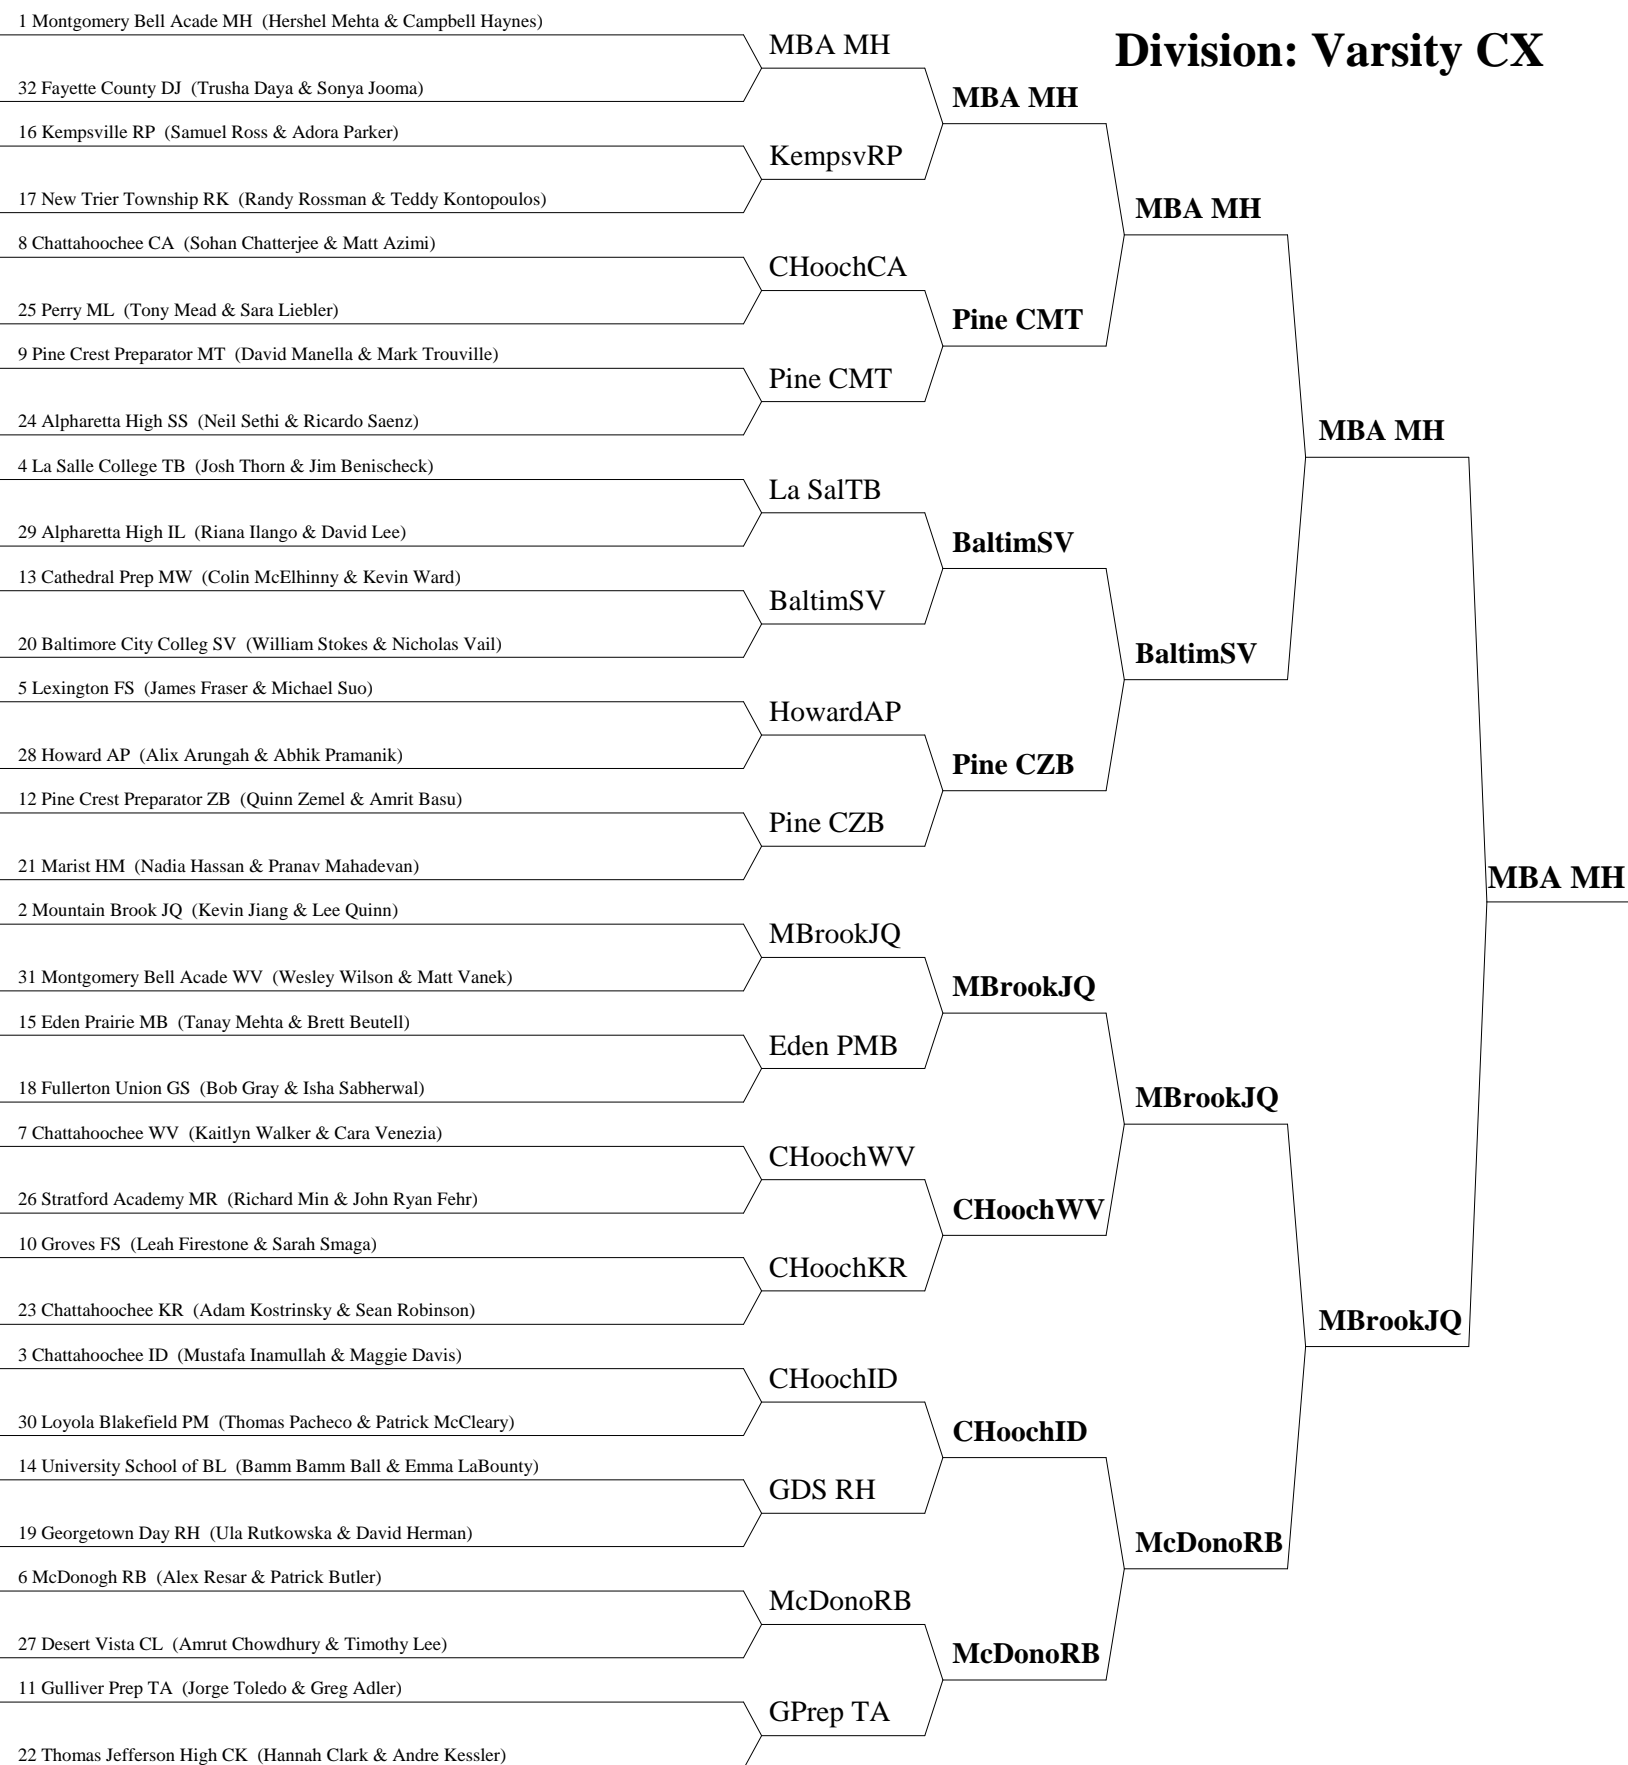 Division: Varsity CX
1 Montgomery Bell Acade MH (Hershel Mehta & Campbell Haynes)
MBA MH
32 Fayette County DJ (Trusha Daya & Sonya Jooma)
MBA MH
16 Kempsville RP (Samuel Ross & Adora Parker)
KempsvRP
17 New Trier Township RK (Randy Rossman & Teddy Kontopoulos)
MBA MH
8 Chattahoochee CA (Sohan Chatterjee & Matt Azimi)
CHoochCA
25 Perry ML (Tony Mead & Sara Liebler)
Pine CMT
9 Pine Crest Preparator MT (David Manella & Mark Trouville)
Pine CMT
24 Alpharetta High SS (Neil Sethi & Ricardo Saenz)
MBA MH
4 La Salle College TB (Josh Thorn & Jim Benischeck)
La SalTB
29 Alpharetta High IL (Riana Ilango & David Lee)
BaltimSV
13 Cathedral Prep MW (Colin McElhinny & Kevin Ward)
BaltimSV
20 Baltimore City Colleg SV (William Stokes & Nicholas Vail)
BaltimSV
5 Lexington FS (James Fraser & Michael Suo)
HowardAP
28 Howard AP (Alix Arungah & Abhik Pramanik)
Pine CZB
12 Pine Crest Preparator ZB (Quinn Zemel & Amrit Basu)
Pine CZB
21 Marist HM (Nadia Hassan & Pranav Mahadevan)
MBA MH
2 Mountain Brook JQ (Kevin Jiang & Lee Quinn)
MBrookJQ
31 Montgomery Bell Acade WV (Wesley Wilson & Matt Vanek)
MBrookJQ
15 Eden Prairie MB (Tanay Mehta & Brett Beutell)
Eden PMB
18 Fullerton Union GS (Bob Gray & Isha Sabherwal)
MBrookJQ
7 Chattahoochee WV (Kaitlyn Walker & Cara Venezia)
CHoochWV
26 Stratford Academy MR (Richard Min & John Ryan Fehr)
CHoochWV
10 Groves FS (Leah Firestone & Sarah Smaga)
CHoochKR
23 Chattahoochee KR (Adam Kostrinsky & Sean Robinson)
MBrookJQ
3 Chattahoochee ID (Mustafa Inamullah & Maggie Davis)
CHoochID
30 Loyola Blakefield PM (Thomas Pacheco & Patrick McCleary)
CHoochID
14 University School of BL (Bamm Bamm Ball & Emma LaBounty)
GDS RH
19 Georgetown Day RH (Ula Rutkowska & David Herman)
McDonoRB
6 McDonogh RB (Alex Resar & Patrick Butler)
McDonoRB
27 Desert Vista CL (Amrut Chowdhury & Timothy Lee)
McDonoRB
11 Gulliver Prep TA (Jorge Toledo & Greg Adler)
GPrep TA
22 Thomas Jefferson High CK (Hannah Clark & Andre Kessler)